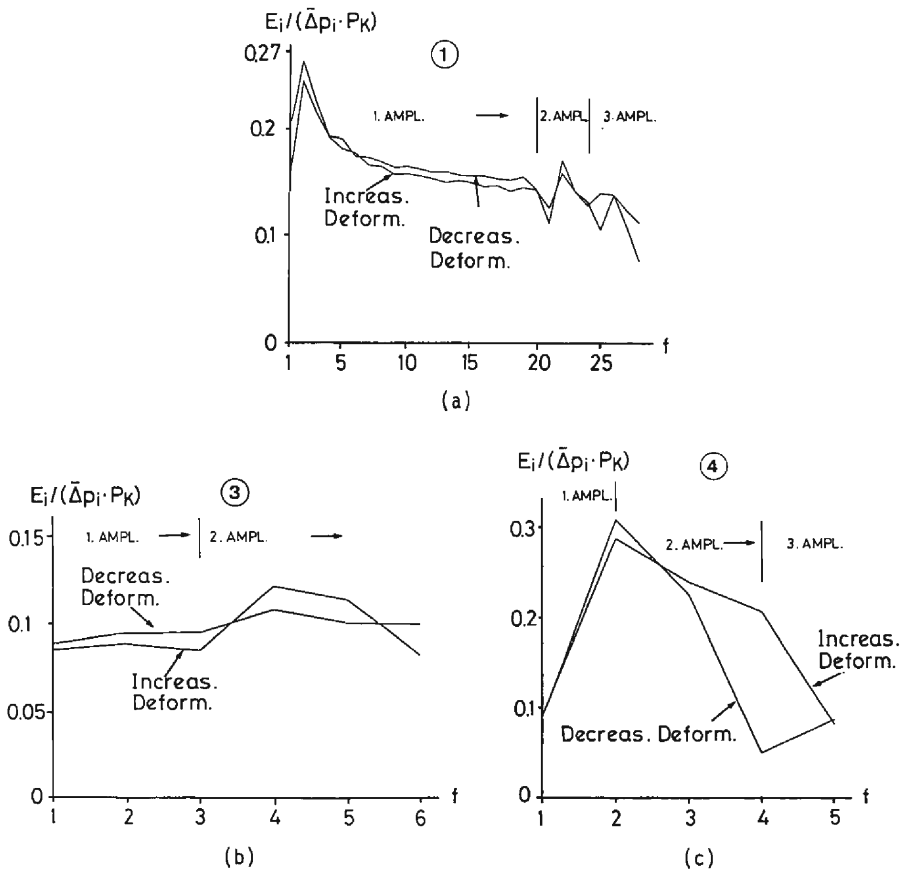 Ei/(Δ̄pi·PK)
0.27
①
1. AMPL.
2. AMPL.
3. AMPL.
0.2
Increas.
Deform.
Decreas.
Deform.
0.1
0
1 5 10 15 20 25 f
(a)
Ei/(Δ̄pi·PK)
③
0.15
1. AMPL.
2. AMPL.
Decreas.
Deform.
0.1
Increas.
Deform.
0.05
0
1 2 3 4 5 6 f
(b)
Ei/(Δ̄pi·PK)
④
1. AMPL.
0.3
2. AMPL.
3. AMPL.
0.2
Increas.
Deform.
0.1
Decreas. Deform.
0
1 2 3 4 5 f
(c)